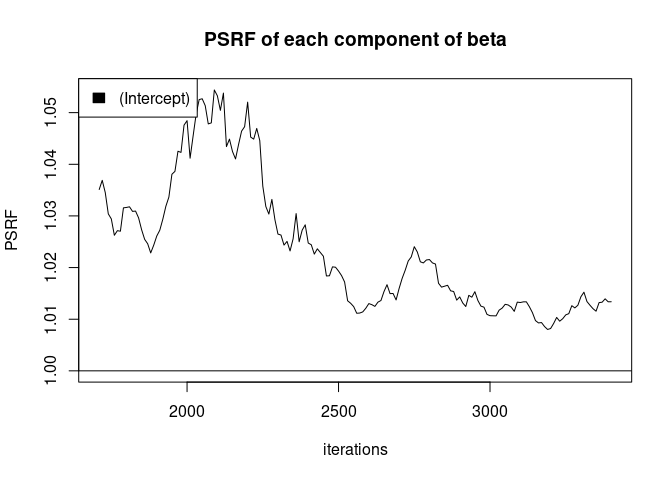 PSRF of each component of beta
(Intercept)
PSRF
1.05
1.04
1.03
1.02
1.01
1.00
2000 2500 3000
iterations